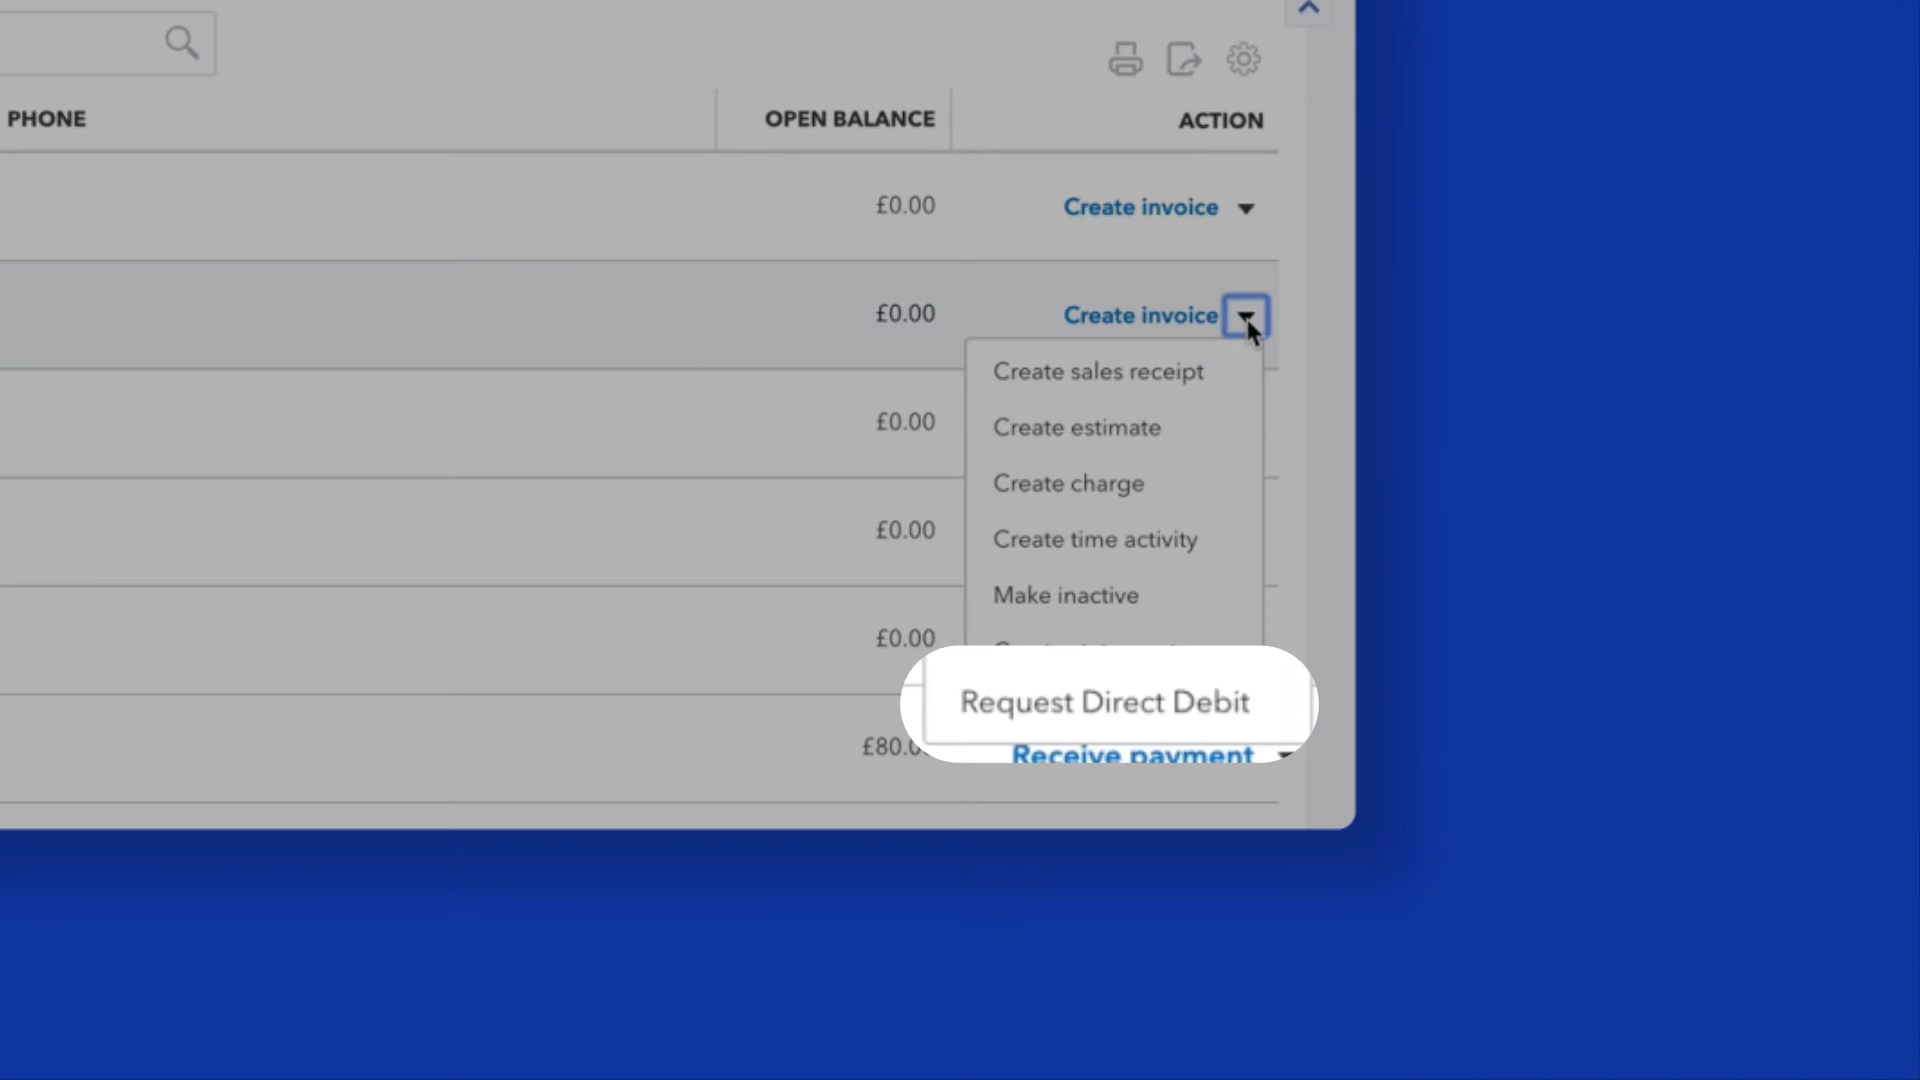 PHONE OPEN BALANCE ACTION
£0.00 Create invoice
£0.00 Create invoice
Create sales receipt
£0.00
Create estimate
Create charge
£0.00
Create time activity
Make inactive
£0.00
Request Direct Debit
£80.0
Receive payment